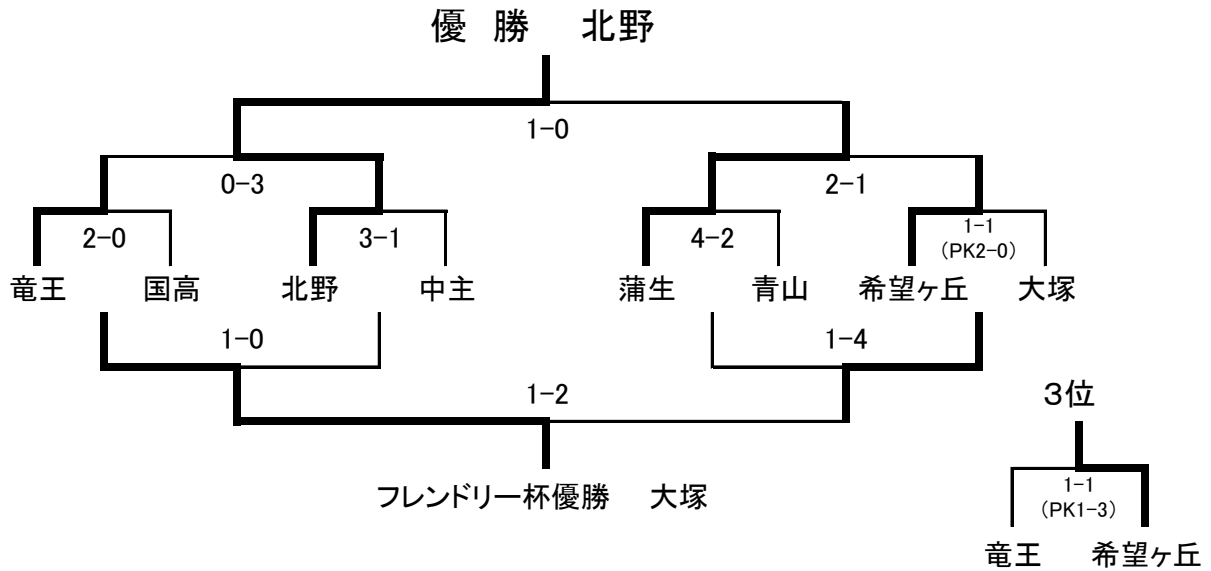 優　勝　　北野
1-0
0-3　2-1
2-0　3-1　4-2　1-1
(PK2-0)
竜王　国高　北野　中主　蒲生　青山　希望ヶ丘　大塚
1-0　1-4
1-2
3位
フレンドリー杯優勝　大塚
1-1
(PK1-3)
竜王　希望ヶ丘